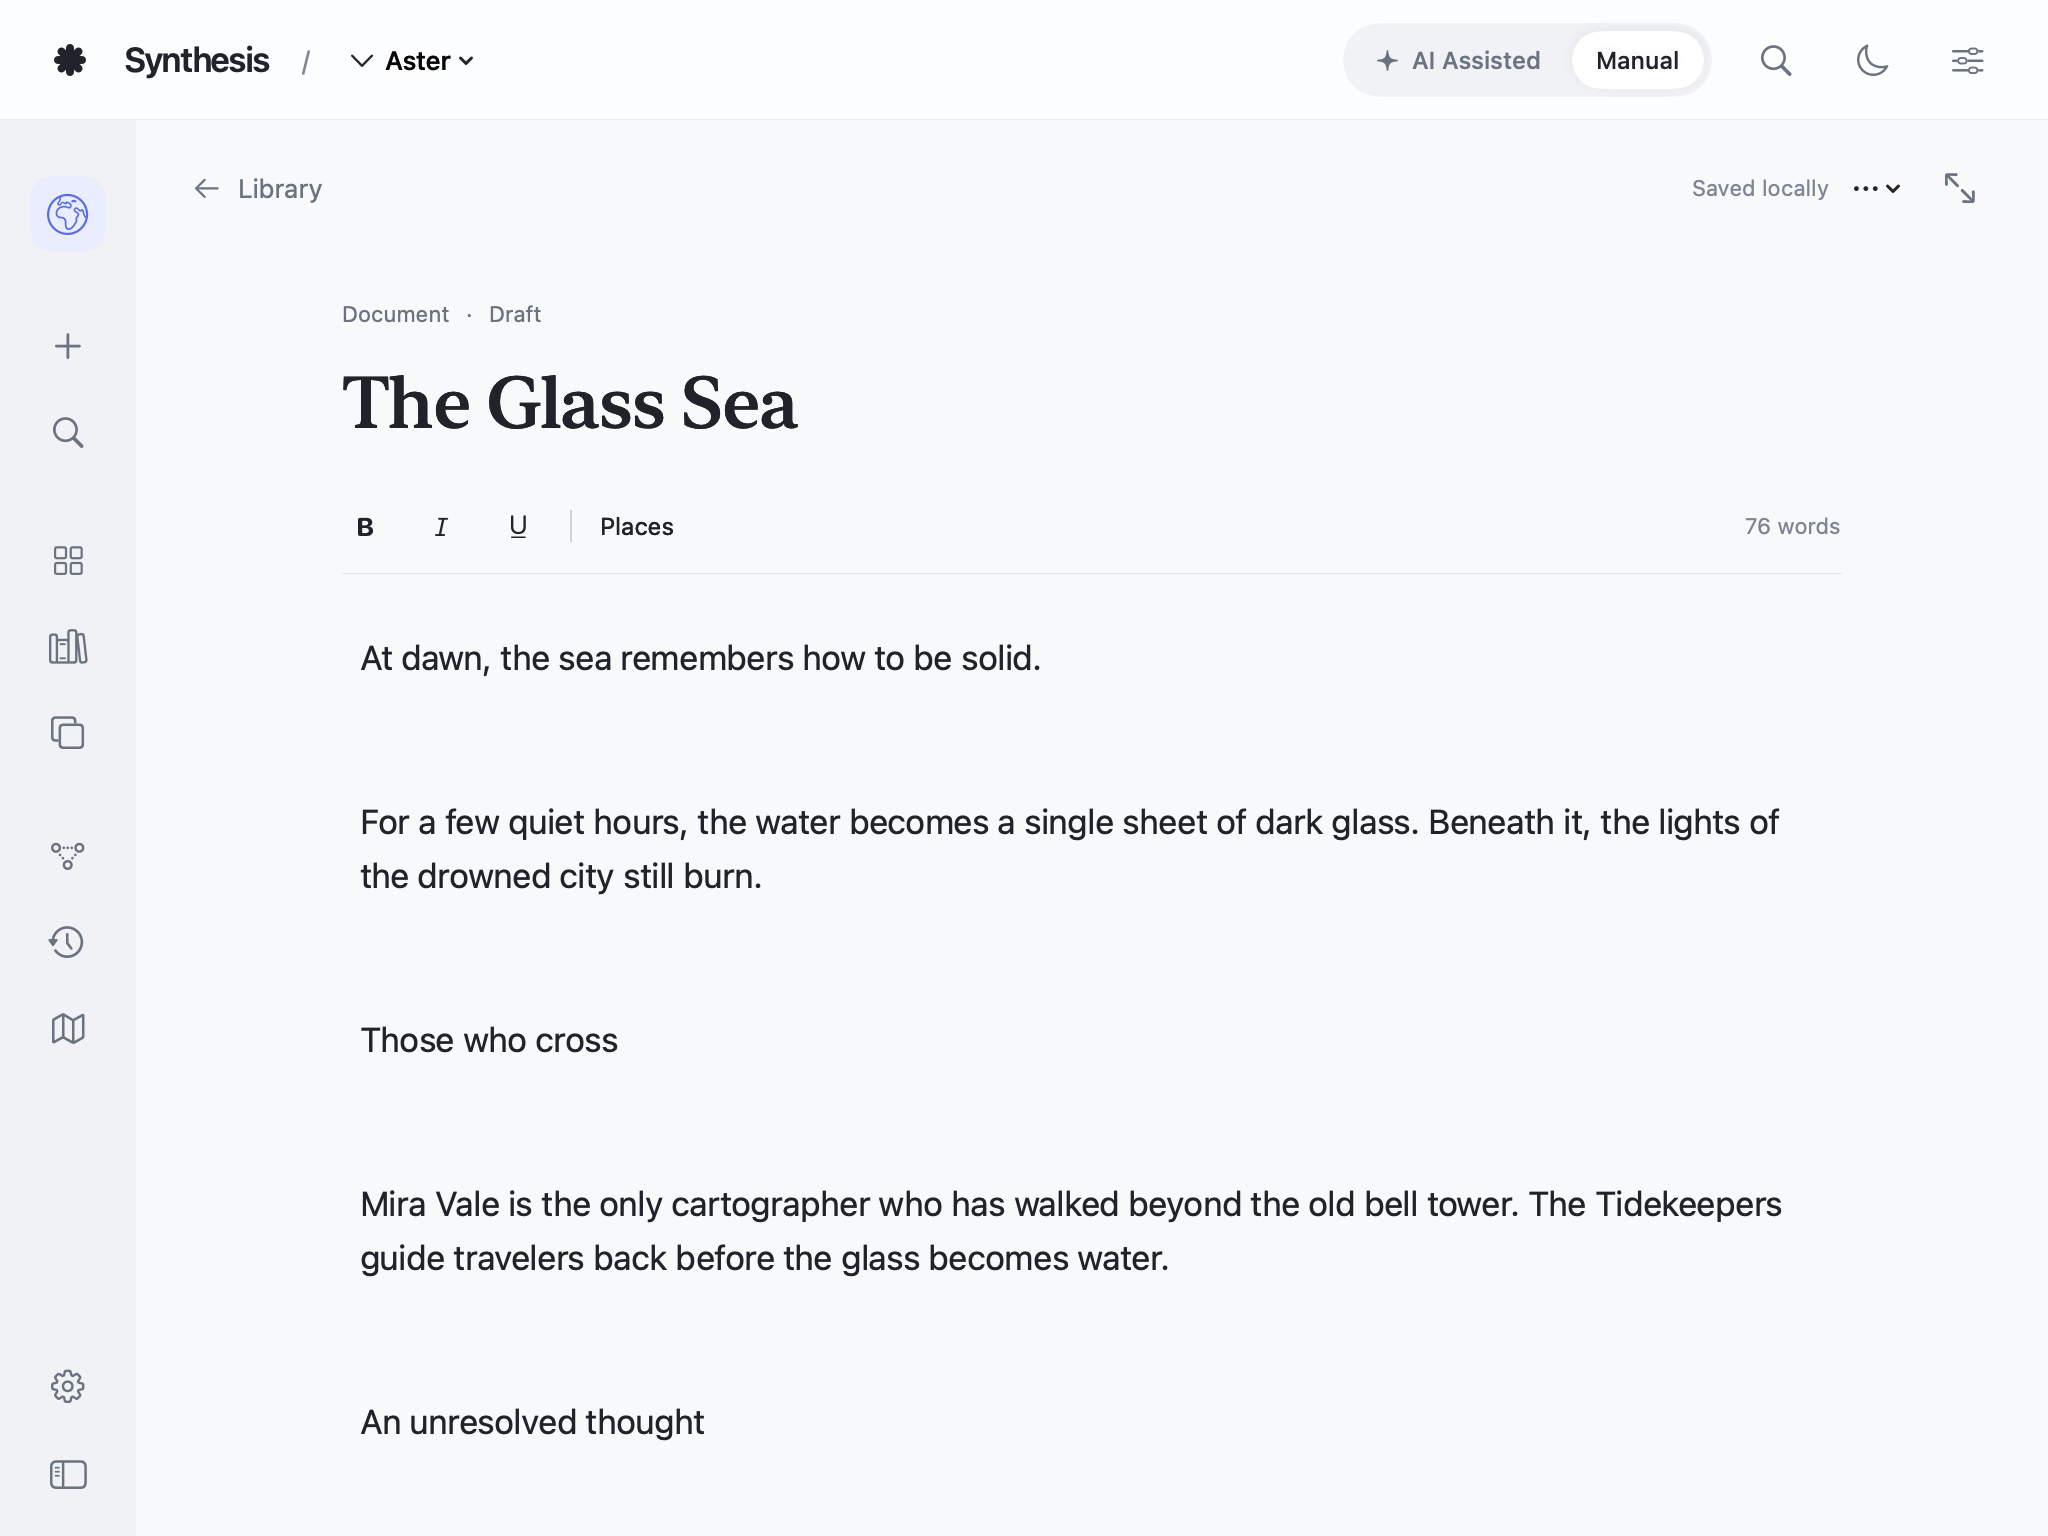 Synthesis / Aster
AI Assisted
Manual
Library
Saved locally
Document · Draft
The Glass Sea
B I U Places
76 words
At dawn, the sea remembers how to be solid.
For a few quiet hours, the water becomes a single sheet of dark glass. Beneath it, the lights of
the drowned city still burn.
Those who cross
Mira Vale is the only cartographer who has walked beyond the old bell tower. The Tidekeepers
guide travelers back before the glass becomes water.
An unresolved thought